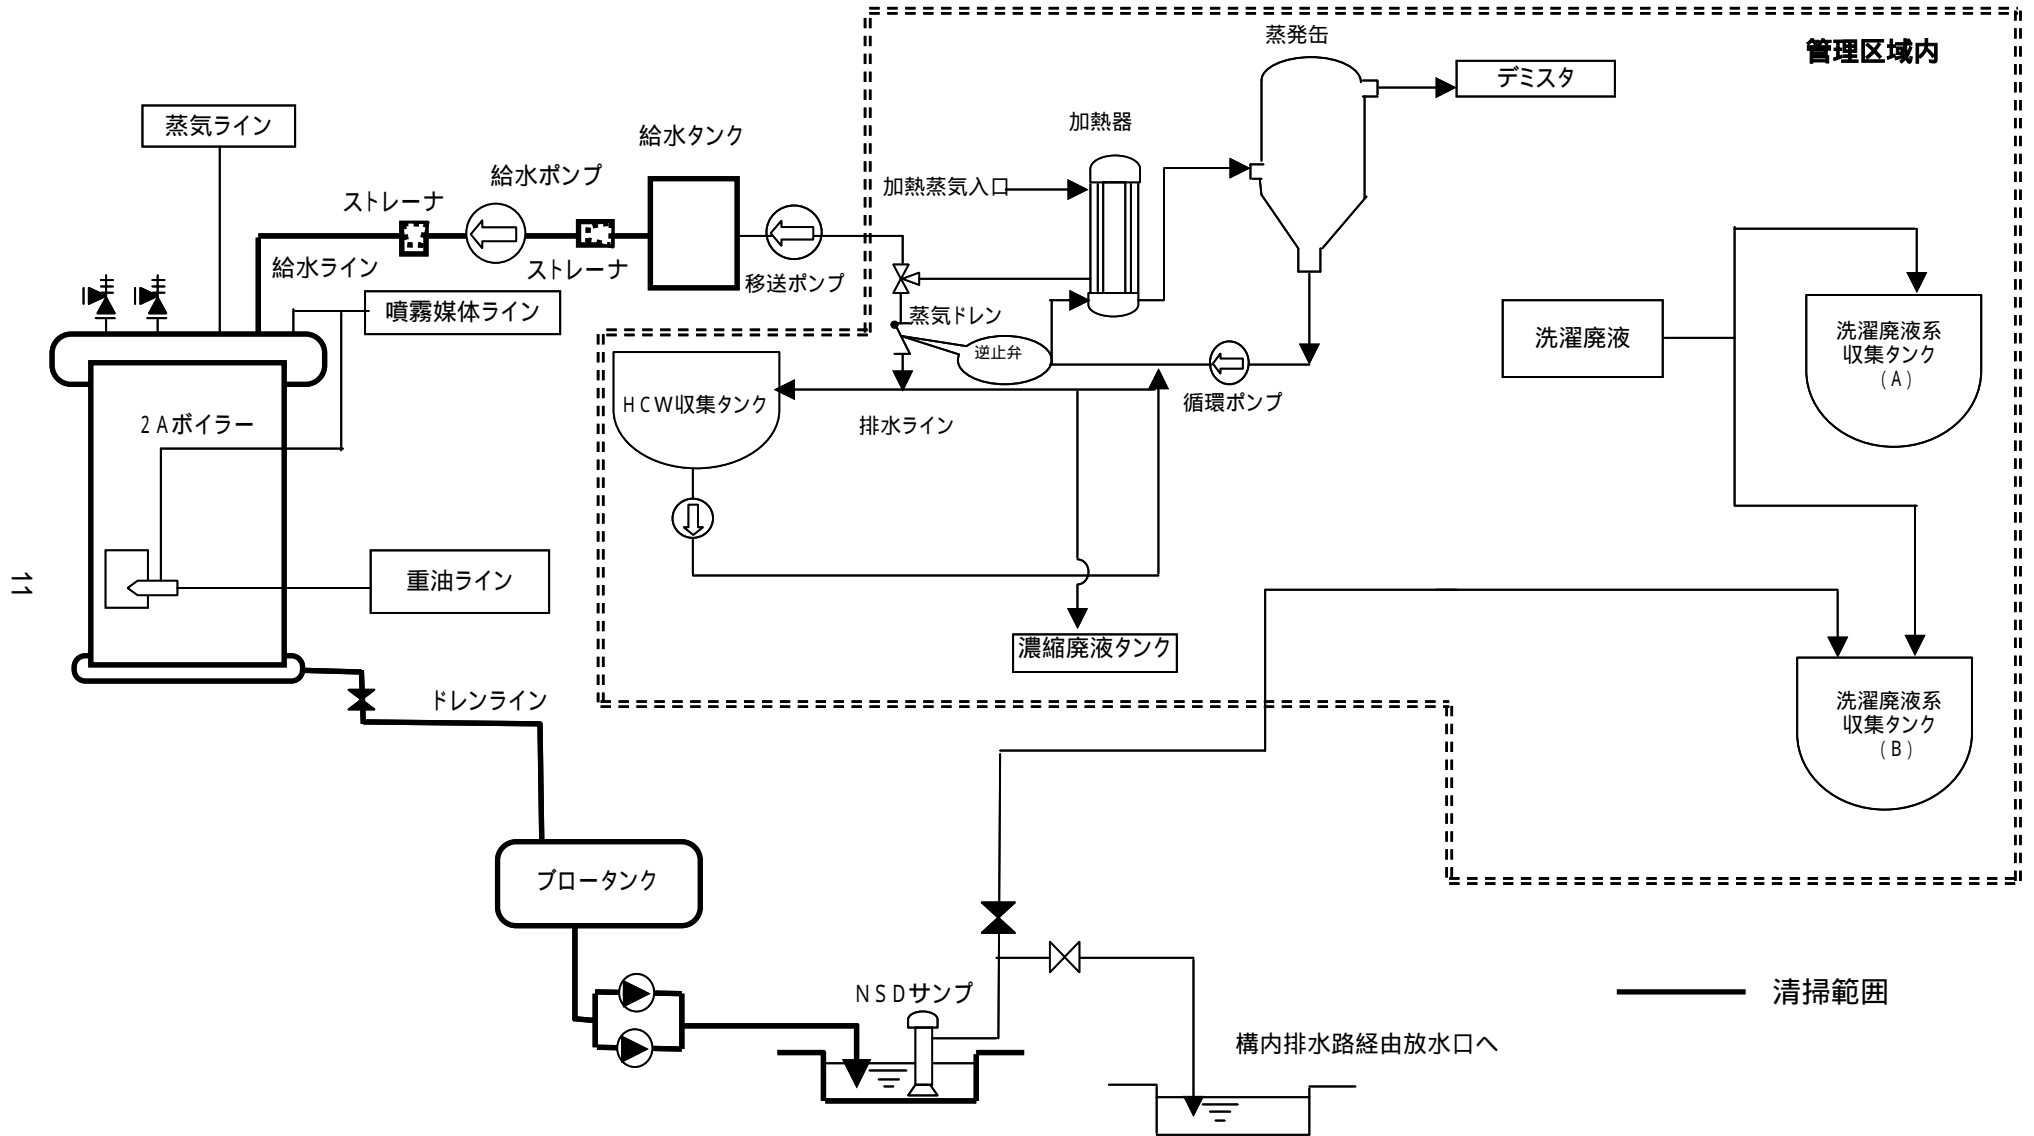 蒸発缶
管理区域内
デミスタ
蒸気ライン
加熱器
給水タンク
給水ポンプ
ストレーナ
加熱蒸気入口
給水ライン
ストレーナ
移送ポンプ
噴霧媒体ライン
蒸気ドレン
逆止弁
洗濯廃液
洗濯廃液系
収集タンク
(A)
2Aボイラー
HCW収集タンク
排水ライン
循環ポンプ
重油ライン
11
濃縮廃液タンク
ドレンライン
洗濯廃液系
収集タンク
(B)
ブロータンク
NSDサンプ
清掃範囲
構内排水路経由放水口へ